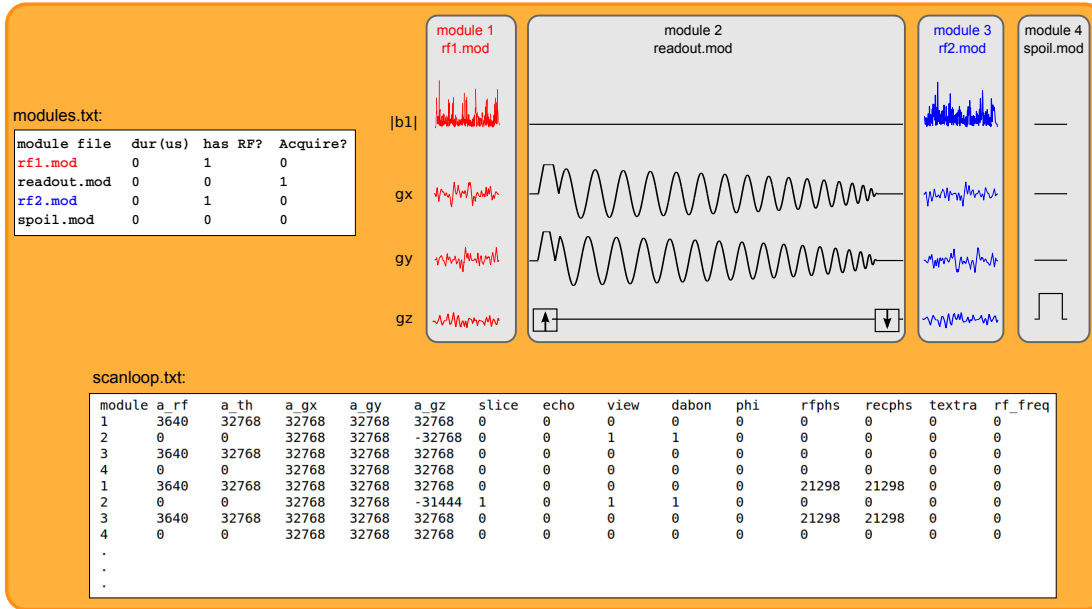 module 1
rf1.mod
module 2
readout.mod
module 3
rf2.mod
module 4
spoil.mod
modules.txt:
module file dur(us) has RF? Acquire?
rf1.mod 0 1 0
readout.mod 0 0 1
rf2.mod 0 1 0
spoil.mod 0 0 0
|b1|
gx
gy
gz
scanloop.txt:
module a_rf a_th a_gx a_gy a_gz slice echo view dabon phi rfphs recphs textra rf_freq
1 3640 32768 32768 32768 32768 0 0 0 0 0 0 0 0 0
2 0 0 32768 32768 -32768 0 0 1 1 0 0 0 0 0
3 3640 32768 32768 32768 32768 0 0 0 0 0 0 0 0 0
4 0 0 32768 32768 32768 0 0 0 0 0 0 0 0 0
1 3640 32768 32768 32768 32768 0 0 0 0 0 21298 21298 0 0
2 0 0 32768 32768 -31444 1 0 1 1 0 0 0 0 0
3 3640 32768 32768 32768 32768 0 0 0 0 0 21298 21298 0 0
4 0 0 32768 32768 32768 0 0 0 0 0 0 0 0 0
.
.
.